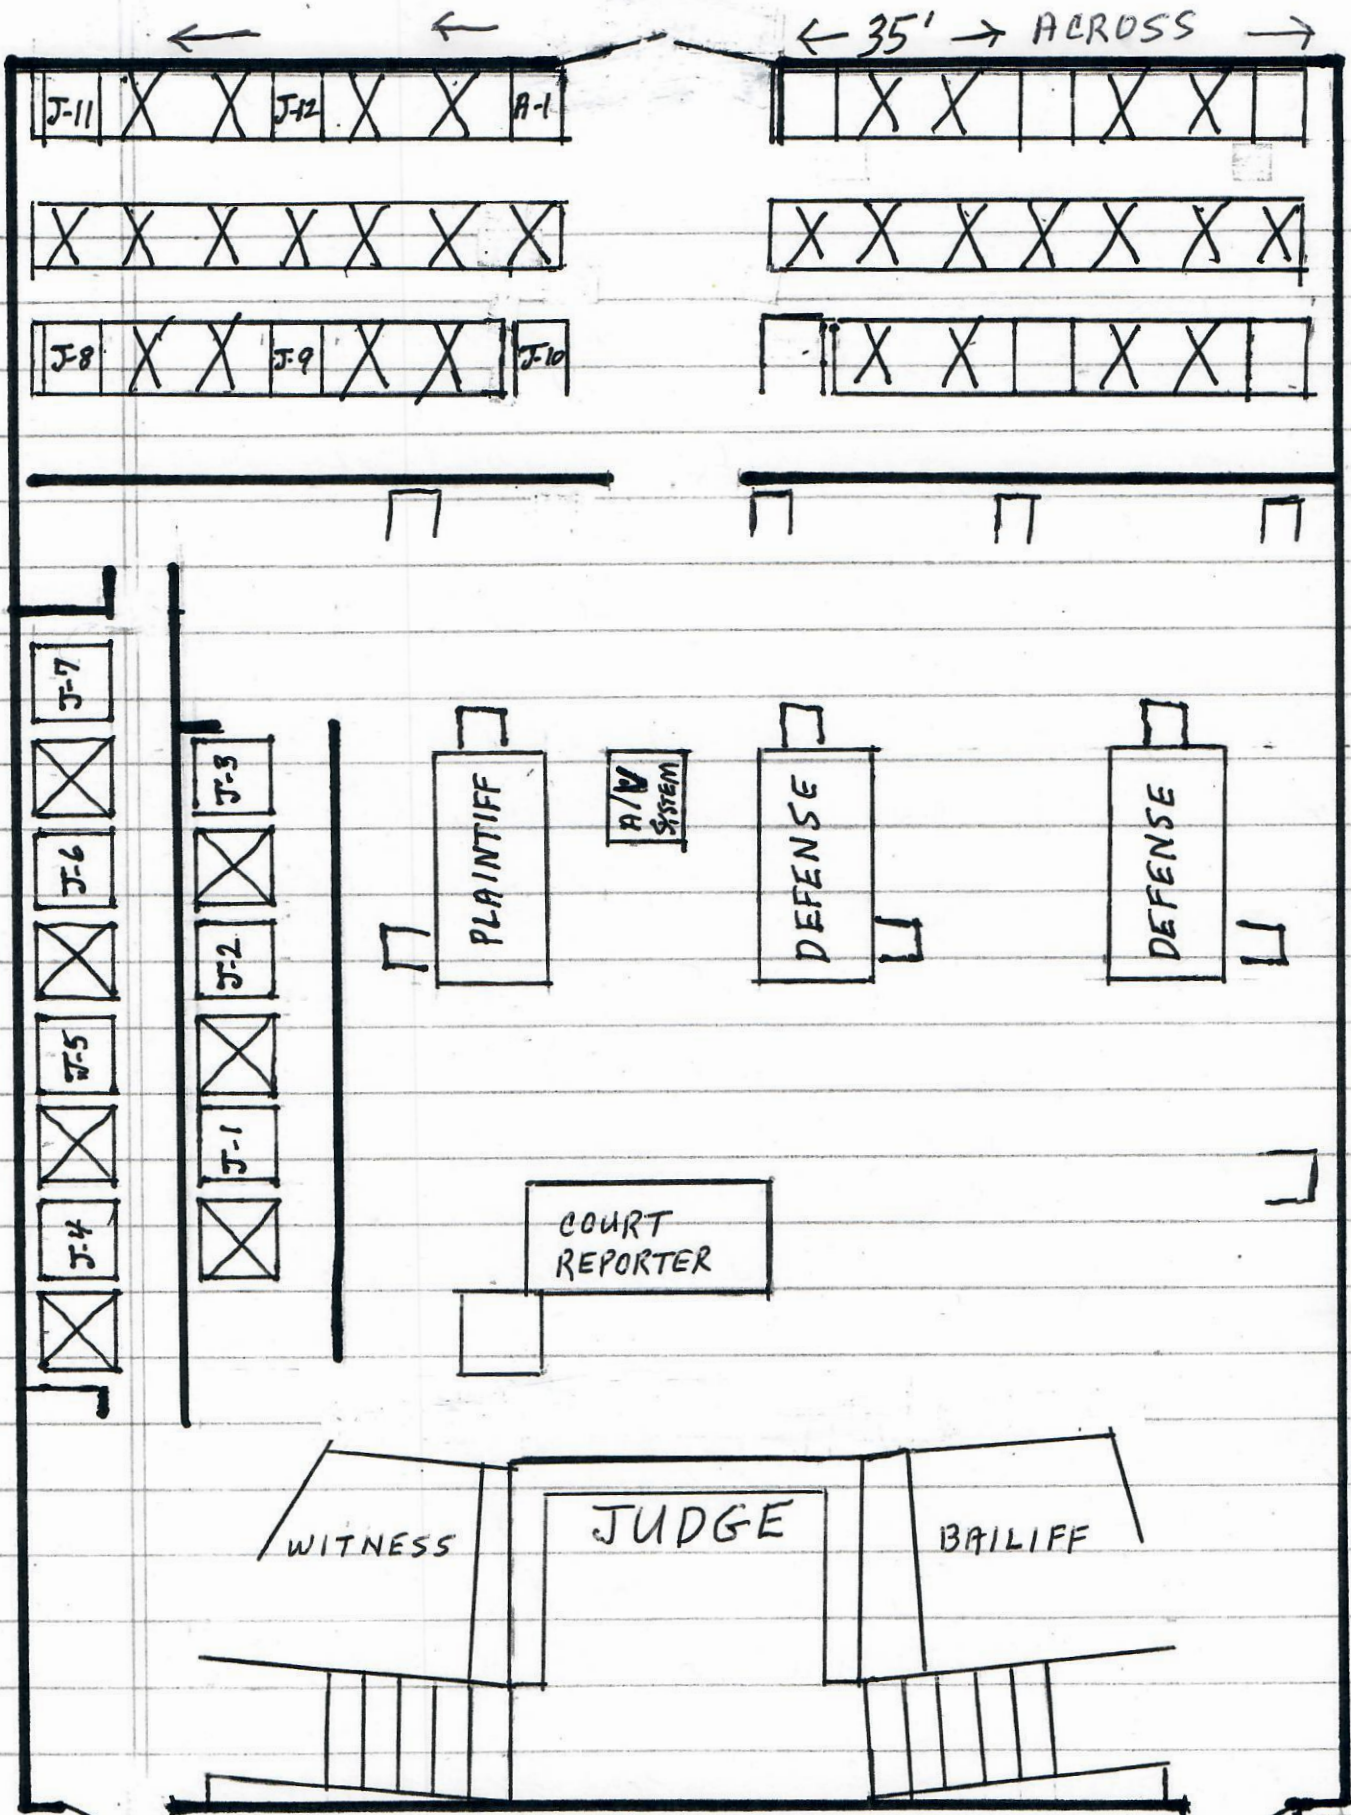 ← ← ← 35' → ACROSS →
J-11 X X J-12 X X A-1 X X X X
X X X X X X X X X X X X X X
J-8 X X J-9 X X J-10 X X X X
J-7
J-3
PLAINTIFF
A/V
SYSTEM
DEFENSE
DEFENSE
J-6
J-2
J-5
J-1
J-4
COURT
REPORTER
WITNESS
JUDGE
BAILIFF